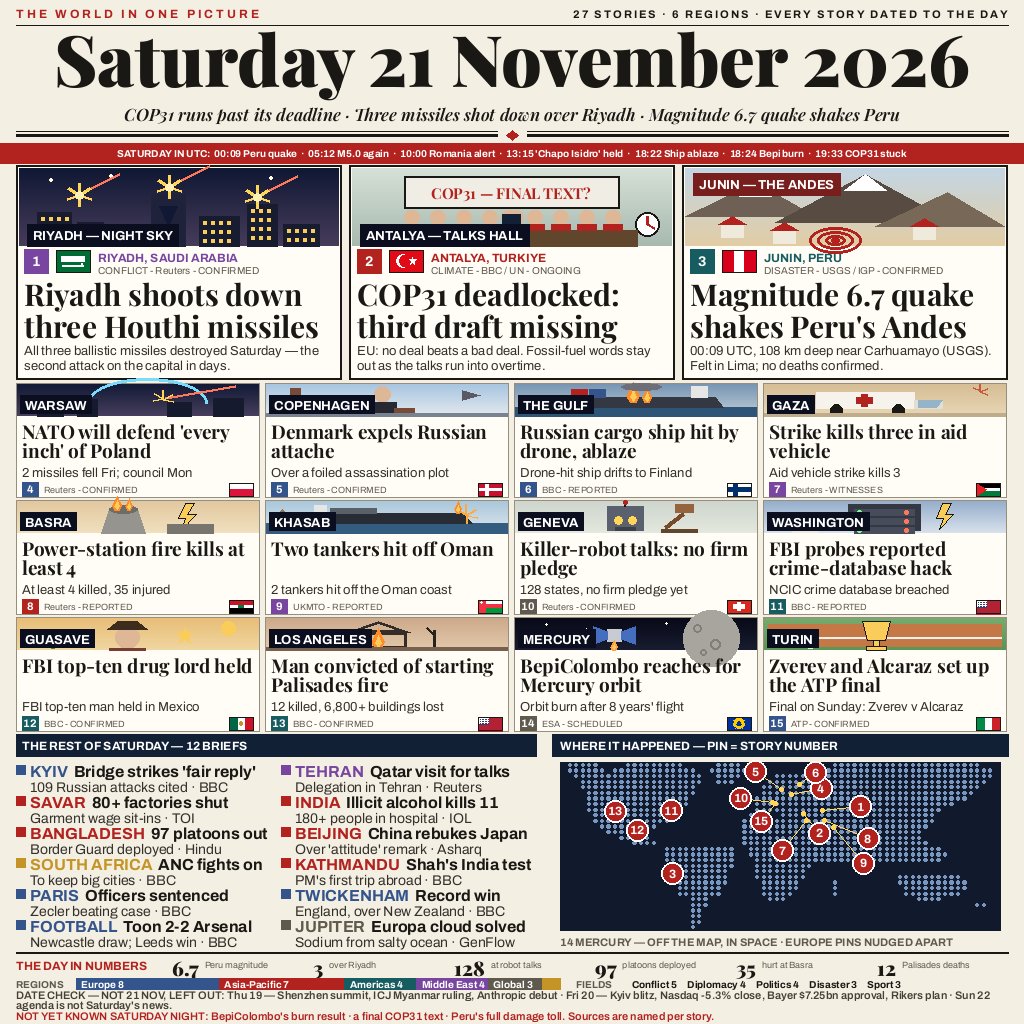 THE WORLD IN ONE PICTURE
27 STORIES · 6 REGIONS · EVERY STORY DATED TO THE DAY
Saturday 21 November 2026
COP31 runs past its deadline · Three missiles shot down over Riyadh · Magnitude 6.7 quake shakes Peru
SATURDAY IN UTC: 00:09 Peru quake · 05:12 M5.0 again · 10:00 Romania alert · 13:15 'Chapo Isidro' held · 18:22 Ship ablaze · 18:24 Bepi burn · 19:33 COP31 stuck
RIYADH — NIGHT SKY
1
RIYADH, SAUDI ARABIA
CONFLICT - Reuters - CONFIRMED
Riyadh shoots down
three Houthi missiles
All three ballistic missiles destroyed Saturday — the
second attack on the capital in days.
COP31 — FINAL TEXT?
ANTALYA — TALKS HALL
2
ANTALYA, TURKIYE
CLIMATE - BBC / UN - ONGOING
COP31 deadlocked:
third draft missing
EU: no deal beats a bad deal. Fossil-fuel words stay
out as the talks run into overtime.
JUNIN — THE ANDES
3
JUNIN, PERU
DISASTER - USGS / IGP - CONFIRMED
Magnitude 6.7 quake
shakes Peru's Andes
00:09 UTC, 108 km deep near Carhuamayo (USGS).
Felt in Lima; no deaths confirmed.
WARSAW
NATO will defend 'every
inch' of Poland
2 missiles fell Fri; council Mon
4 Reuters - CONFIRMED
COPENHAGEN
Denmark expels Russian
attache
Over a foiled assassination plot
5 Reuters - CONFIRMED
THE GULF
Russian cargo ship hit by
drone, ablaze
Drone-hit ship drifts to Finland
6 BBC - REPORTED
GAZA
Strike kills three in aid
vehicle
Aid vehicle strike kills 3
7 Reuters - WITNESSES
BASRA
Power-station fire kills at
least 4
At least 4 killed, 35 injured
8 Reuters - REPORTED
KHASAB
Two tankers hit off Oman
2 tankers hit off the Oman coast
9 UKMTO - REPORTED
GENEVA
Killer-robot talks: no firm
pledge
128 states, no firm pledge yet
10 Reuters - CONFIRMED
WASHINGTON
FBI probes reported
crime-database hack
NCIC crime database breached
11 BBC - REPORTED
GUASAVE
FBI top-ten drug lord held
FBI top-ten man held in Mexico
12 BBC - CONFIRMED
LOS ANGELES
Man convicted of starting
Palisades fire
12 killed, 6,800+ buildings lost
13 BBC - CONFIRMED
MERCURY
BepiColombo reaches for
Mercury orbit
Orbit burn after 8 years' flight
14 ESA - SCHEDULED
TURIN
Zverev and Alcaraz set up
the ATP final
Final on Sunday: Zverev v Alcaraz
15 ATP - CONFIRMED
THE REST OF SATURDAY — 12 BRIEFS
KYIV Bridge strikes 'fair reply'
109 Russian attacks cited · BBC
SAVAR 80+ factories shut
Garment wage sit-ins · TOI
BANGLADESH 97 platoons out
Border Guard deployed · Hindu
SOUTH AFRICA ANC fights on
To keep big cities · BBC
PARIS Officers sentenced
Zecler beating case · BBC
FOOTBALL Toon 2-2 Arsenal
Newcastle draw; Leeds win · BBC
TEHRAN Qatar visit for talks
Delegation in Tehran · Reuters
INDIA Illicit alcohol kills 11
180+ people in hospital · IOL
BEIJING China rebukes Japan
Over 'attitude' remark · Asharq
KATHMANDU Shah's India test
PM's first trip abroad · BBC
TWICKENHAM Record win
England, over New Zealand · BBC
JUPITER Europa cloud solved
Sodium from salty ocean · GenFlow
WHERE IT HAPPENED — PIN = STORY NUMBER
5 6
4
10
13 11 1
15
12 2
8
7
9
3
14 MERCURY — OFF THE MAP, IN SPACE · EUROPE PINS NUDGED APART
THE DAY IN NUMBERS 6.7 Peru magnitude 3 over Riyadh 128 at robot talks 97 platoons deployed 35 hurt at Basra 12 Palisades deaths
REGIONS Europe 8 Asia-Pacific 7 Americas 4 Middle East 4 Global 3 FIELDS Conflict 5 Diplomacy 4 Politics 4 Disaster 3 Sport 3
DATE CHECK — NOT 21 NOV, LEFT OUT: Thu 19 — Shenzhen summit, ICJ Myanmar ruling, Anthropic debut · Fri 20 — Kyiv blitz, Nasdaq -5.3% close, Bayer $7.25bn approval, Rikers plan · Sun 22
agenda is not Saturday's news.
NOT YET KNOWN SATURDAY NIGHT: BepiColombo's burn result · a final COP31 text · Peru's full damage toll. Sources are named per story.